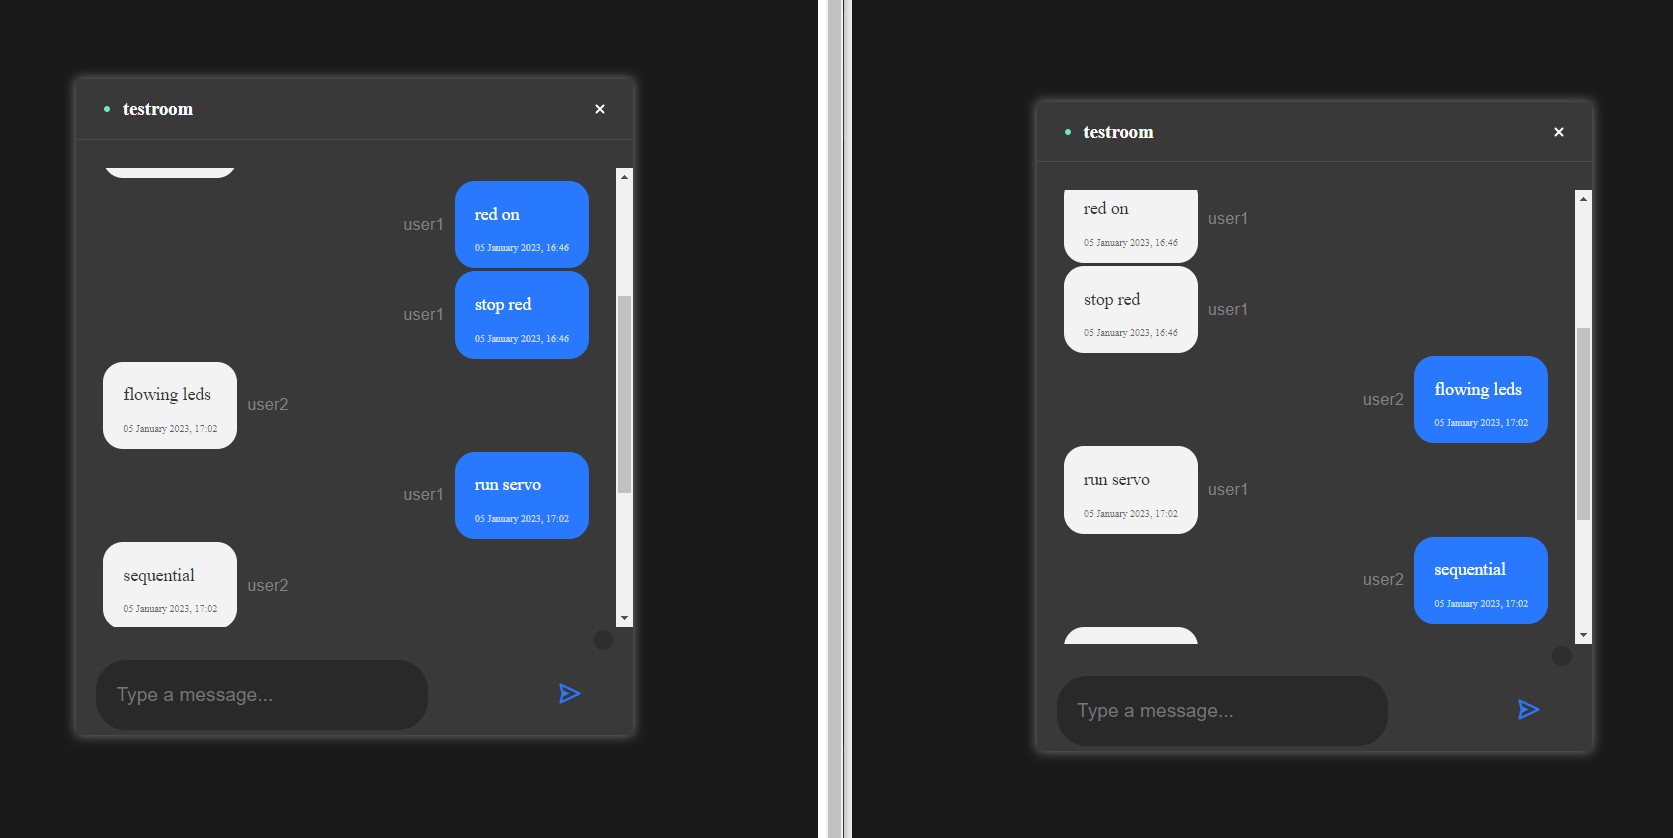 testroom
×
red on
05 January 2023, 16:46
user1
stop red
05 January 2023, 16:46
user1
flowing leds
05 January 2023, 17:02
user2
run servo
05 January 2023, 17:02
user1
sequential
05 January 2023, 17:02
user2
Type a message...
testroom
×
red on
05 January 2023, 16:46
user1
stop red
05 January 2023, 16:46
user1
flowing leds
05 January 2023, 17:02
user2
run servo
05 January 2023, 17:02
user1
sequential
05 January 2023, 17:02
user2
Type a message...